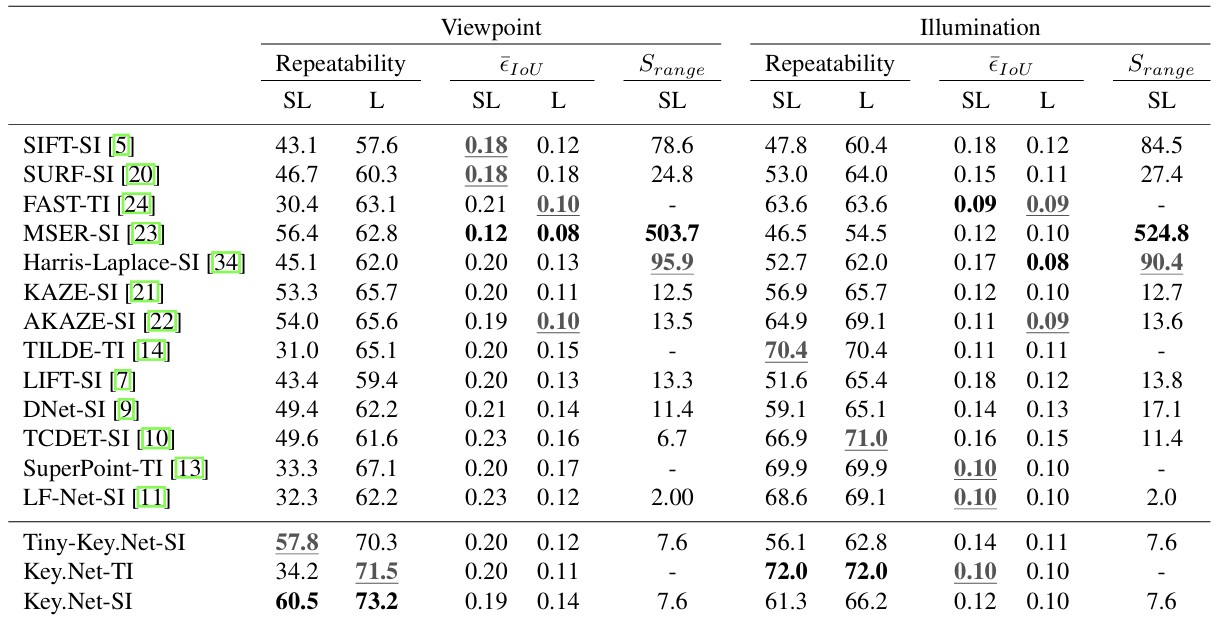 Viewpoint Illumination
Repeatability ε̄_IoU S_range Repeatability ε̄_IoU S_range
SL L SL L SL SL L SL L SL
SIFT-SI [5] 43.1 57.6 0.18 0.12 78.6 47.8 60.4 0.18 0.12 84.5
SURF-SI [20] 46.7 60.3 0.18 0.18 24.8 53.0 64.0 0.15 0.11 27.4
FAST-TI [24] 30.4 63.1 0.21 0.10 - 63.6 63.6 0.09 0.09 -
MSER-SI [23] 56.4 62.8 0.12 0.08 503.7 46.5 54.5 0.12 0.10 524.8
Harris-Laplace-SI [34] 45.1 62.0 0.20 0.13 95.9 52.7 62.0 0.17 0.08 90.4
KAZE-SI [21] 53.3 65.7 0.20 0.11 12.5 56.9 65.7 0.12 0.10 12.7
AKAZE-SI [22] 54.0 65.6 0.19 0.10 13.5 64.9 69.1 0.11 0.09 13.6
TILDE-TI [14] 31.0 65.1 0.20 0.15 - 70.4 70.4 0.11 0.11 -
LIFT-SI [7] 43.4 59.4 0.20 0.13 13.3 51.6 65.4 0.18 0.12 13.8
DNet-SI [9] 49.4 62.2 0.21 0.14 11.4 59.1 65.1 0.14 0.13 17.1
TCDET-SI [10] 49.6 61.6 0.23 0.16 6.7 66.9 71.0 0.16 0.15 11.4
SuperPoint-TI [13] 33.3 67.1 0.20 0.17 - 69.9 69.9 0.10 0.10 -
LF-Net-SI [11] 32.3 62.2 0.23 0.12 2.00 68.6 69.1 0.10 0.10 2.0
Tiny-Key.Net-SI 57.8 70.3 0.20 0.12 7.6 56.1 62.8 0.14 0.11 7.6
Key.Net-TI 34.2 71.5 0.20 0.11 - 72.0 72.0 0.10 0.10 -
Key.Net-SI 60.5 73.2 0.19 0.14 7.6 61.3 66.2 0.12 0.10 7.6